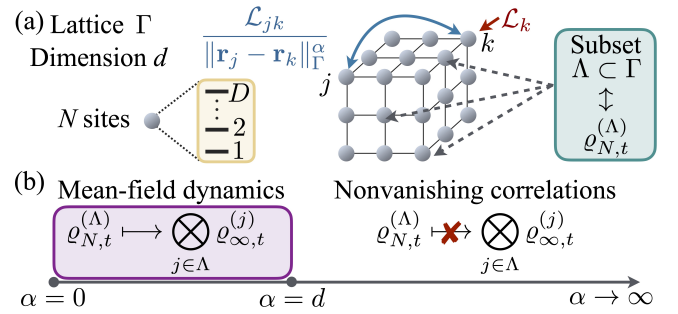 (a) Lattice Γ
Dimension d
N sites
D
⋮
2
1
𝓛_{jk}
‖r_j − r_k‖_Γ^α
j
k
𝓛_k
Subset
Λ ⊂ Γ
↕
ϱ_{N,t}^{(Λ)}
(b) Mean-field dynamics
ϱ_{N,t}^{(Λ)} ⟼ ⨂_{j∈Λ} ϱ_{∞,t}^{(j)}
Nonvanishing correlations
ϱ_{N,t}^{(Λ)} ⟼ ⨂_{j∈Λ} ϱ_{∞,t}^{(j)}
α = 0
α = d
α → ∞